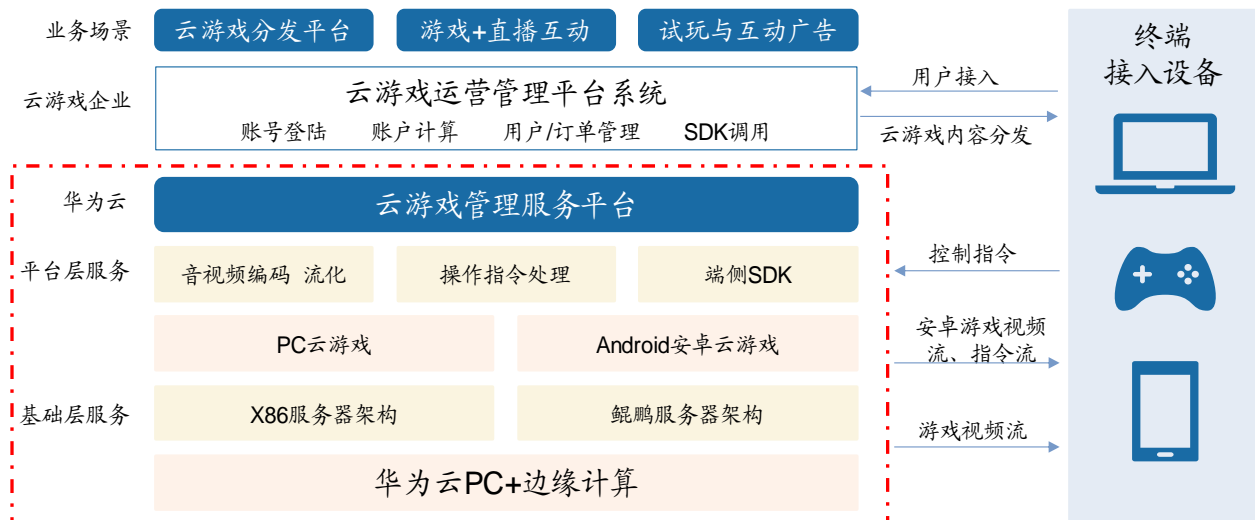 业务场景
云游戏分发平台
游戏+直播互动
试玩与互动广告
终端
接入设备
云游戏企业
云游戏运营管理平台系统
账号登陆
账户计算
用户/订单管理
SDK调用
用户接入
云游戏内容分发
华为云
云游戏管理服务平台
平台层服务
音视频编码 流化
操作指令处理
端侧SDK
控制指令
PC云游戏
Android安卓云游戏
安卓游戏视频
流、指令流
基础层服务
X86服务器架构
鲲鹏服务器架构
游戏视频流
华为云PC+边缘计算